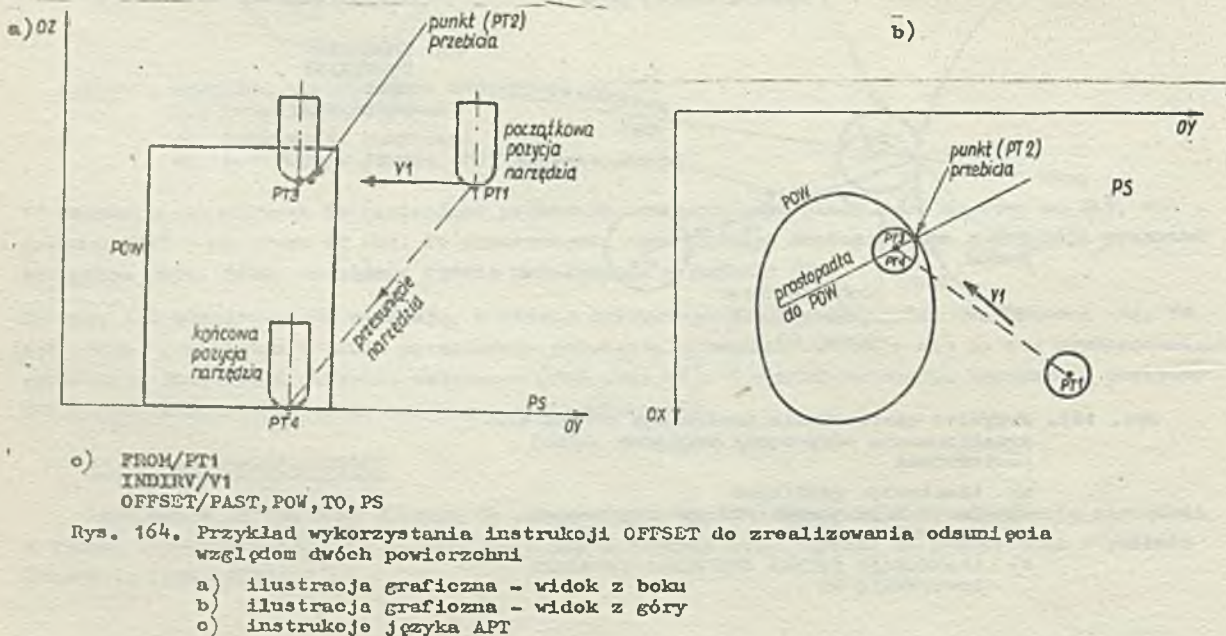 a) OZ
punkt (PT2)
przebicia
początkowa
pozycja
narzędzia
V1
PT3
PT1
POW
przesunięcie
narzędzia
końcowa
pozycja
narzędzia
PT4
PS
OY
b)
OY
punkt (PT2)
przebicia
PS
POW
PT3
PT4
prostopadła
do POW
V1
PT1
OX
c) FROM/PT1
INDIRV/V1
OFFSET/PAST,POW,TO,PS
Rys. 164. Przykład wykorzystania instrukcji OFFSET do zrealizowania odsunięcia
względem dwóch powierzchni
a) ilustracja graficzna - widok z boku
b) ilustracja graficzna - widok z góry
c) instrukcje języka APT